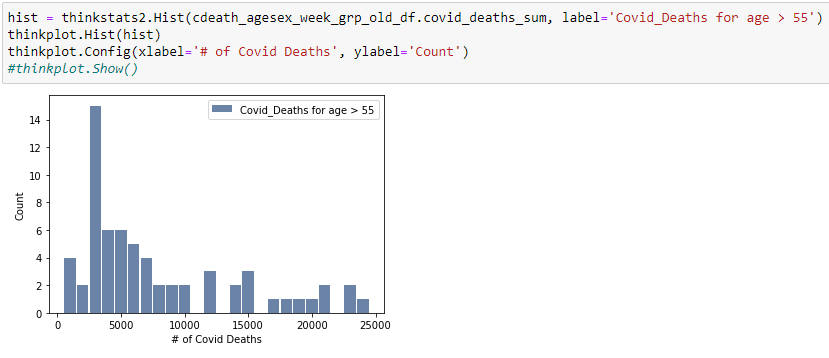 hist = thinkstats2.Hist(cdeath_agesex_week_grp_old_df.covid_deaths_sum, label='Covid_Deaths for age > 55')
thinkplot.Hist(hist)
thinkplot.Config(xlabel='# of Covid Deaths', ylabel='Count')
#thinkplot.Show()
Covid_Deaths for age > 55
14
12
10
8
6
4
2
0
Count
0 5000 10000 15000 20000 25000
# of Covid Deaths